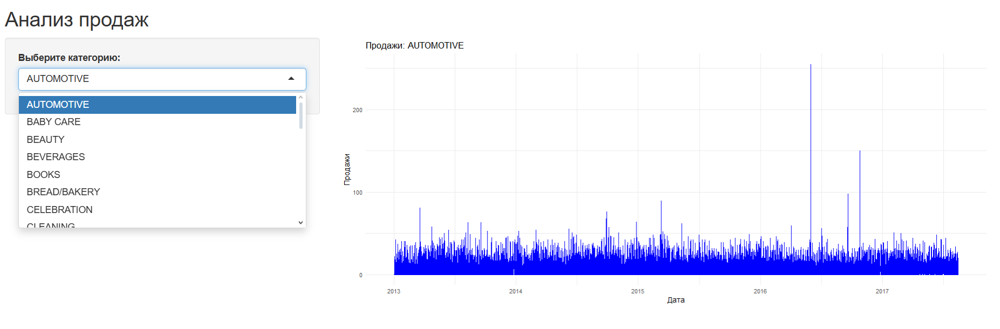 Анализ продаж
Выберите категорию:
AUTOMOTIVE
AUTOMOTIVE
BABY CARE
BEAUTY
BEVERAGES
BOOKS
BREAD/BAKERY
CELEBRATION
CLEANING
Продажи: AUTOMOTIVE
Продажи
200
100
0
2013
2014
2015
2016
2017
Дата